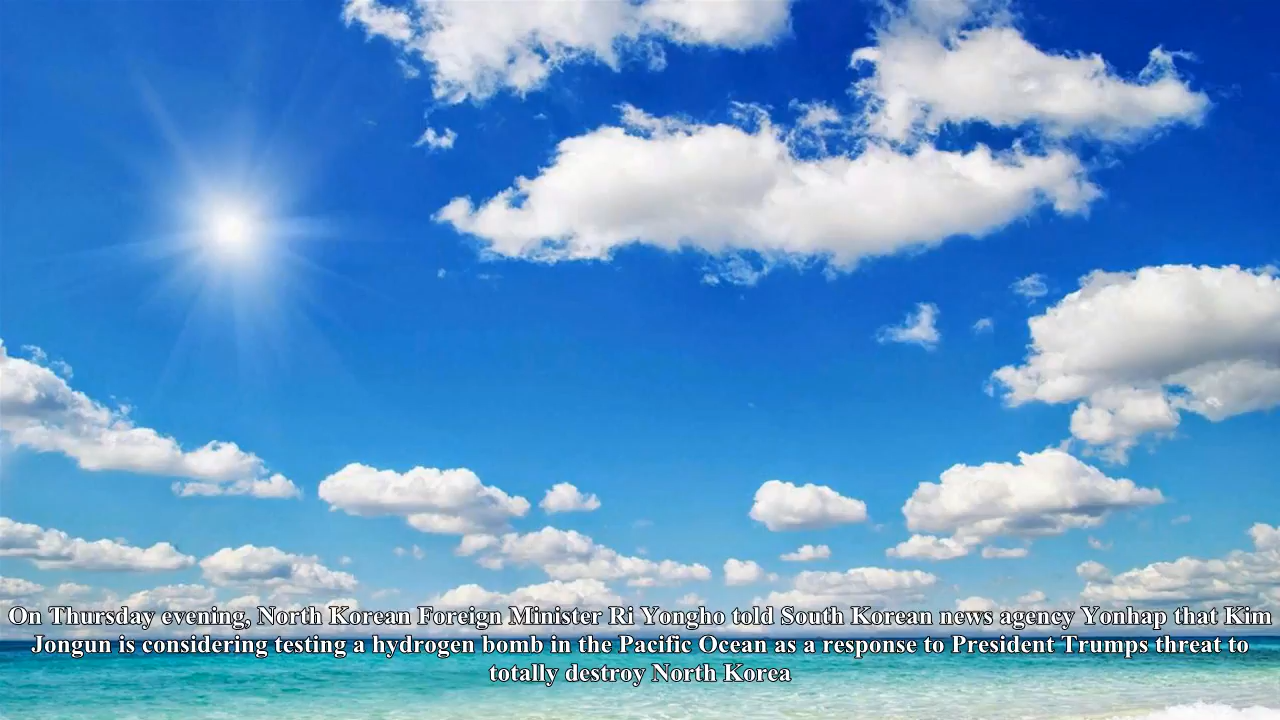 On Thursday evening, North Korean Foreign Minister Ri Yongho told South Korean news agency Yonhap that Kim
Jongun is considering testing a hydrogen bomb in the Pacific Ocean as a response to President Trumps threat to
totally destroy North Korea